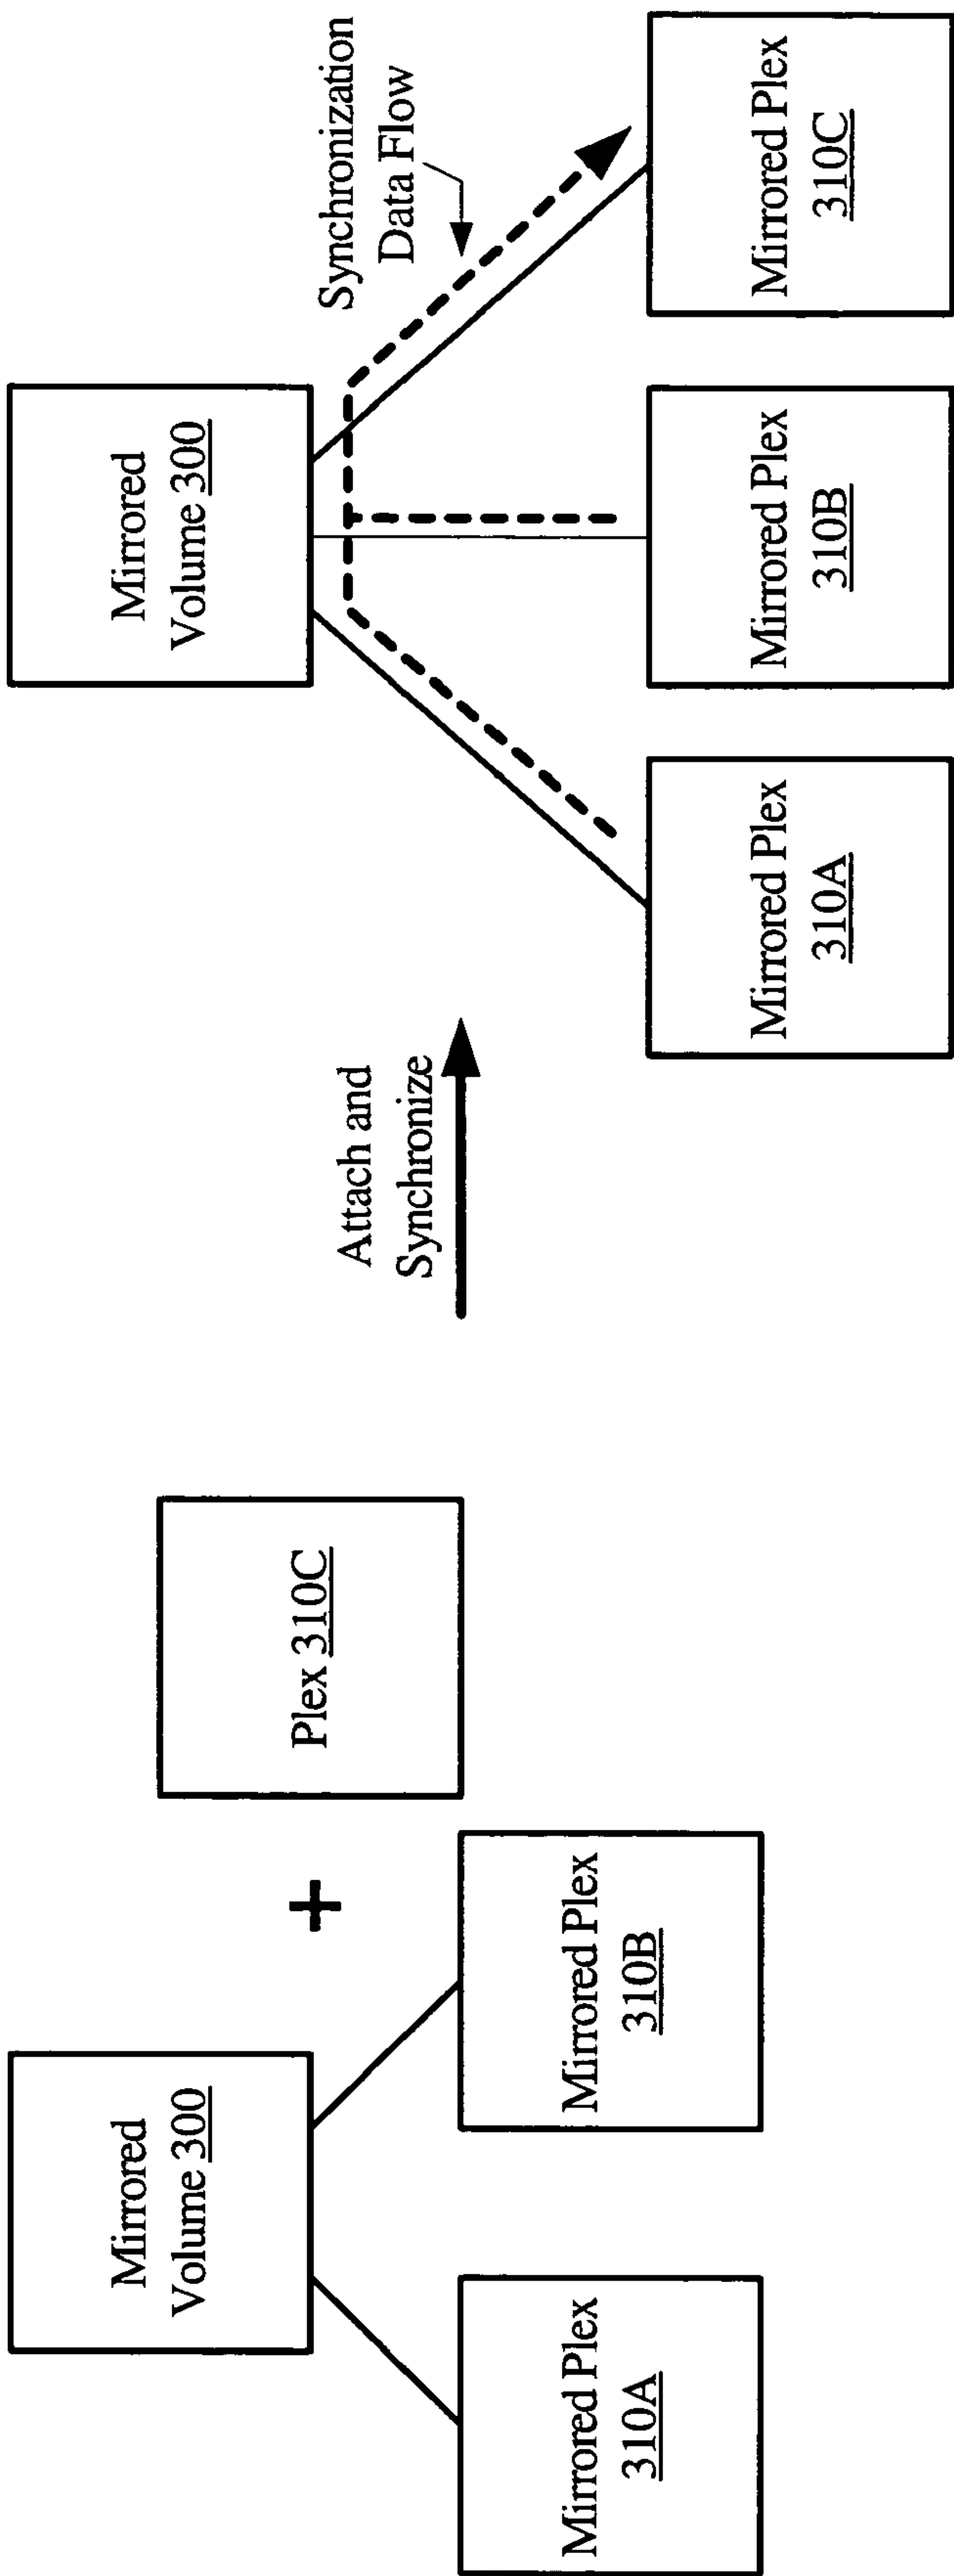 Mirrored
Volume 300
Mirrored Plex
310A
Mirrored Plex
310B
+
Plex 310C
Attach and
Synchronize
Mirrored
Volume 300
Synchronization
Data Flow
Mirrored Plex
310A
Mirrored Plex
310B
Mirrored Plex
310C